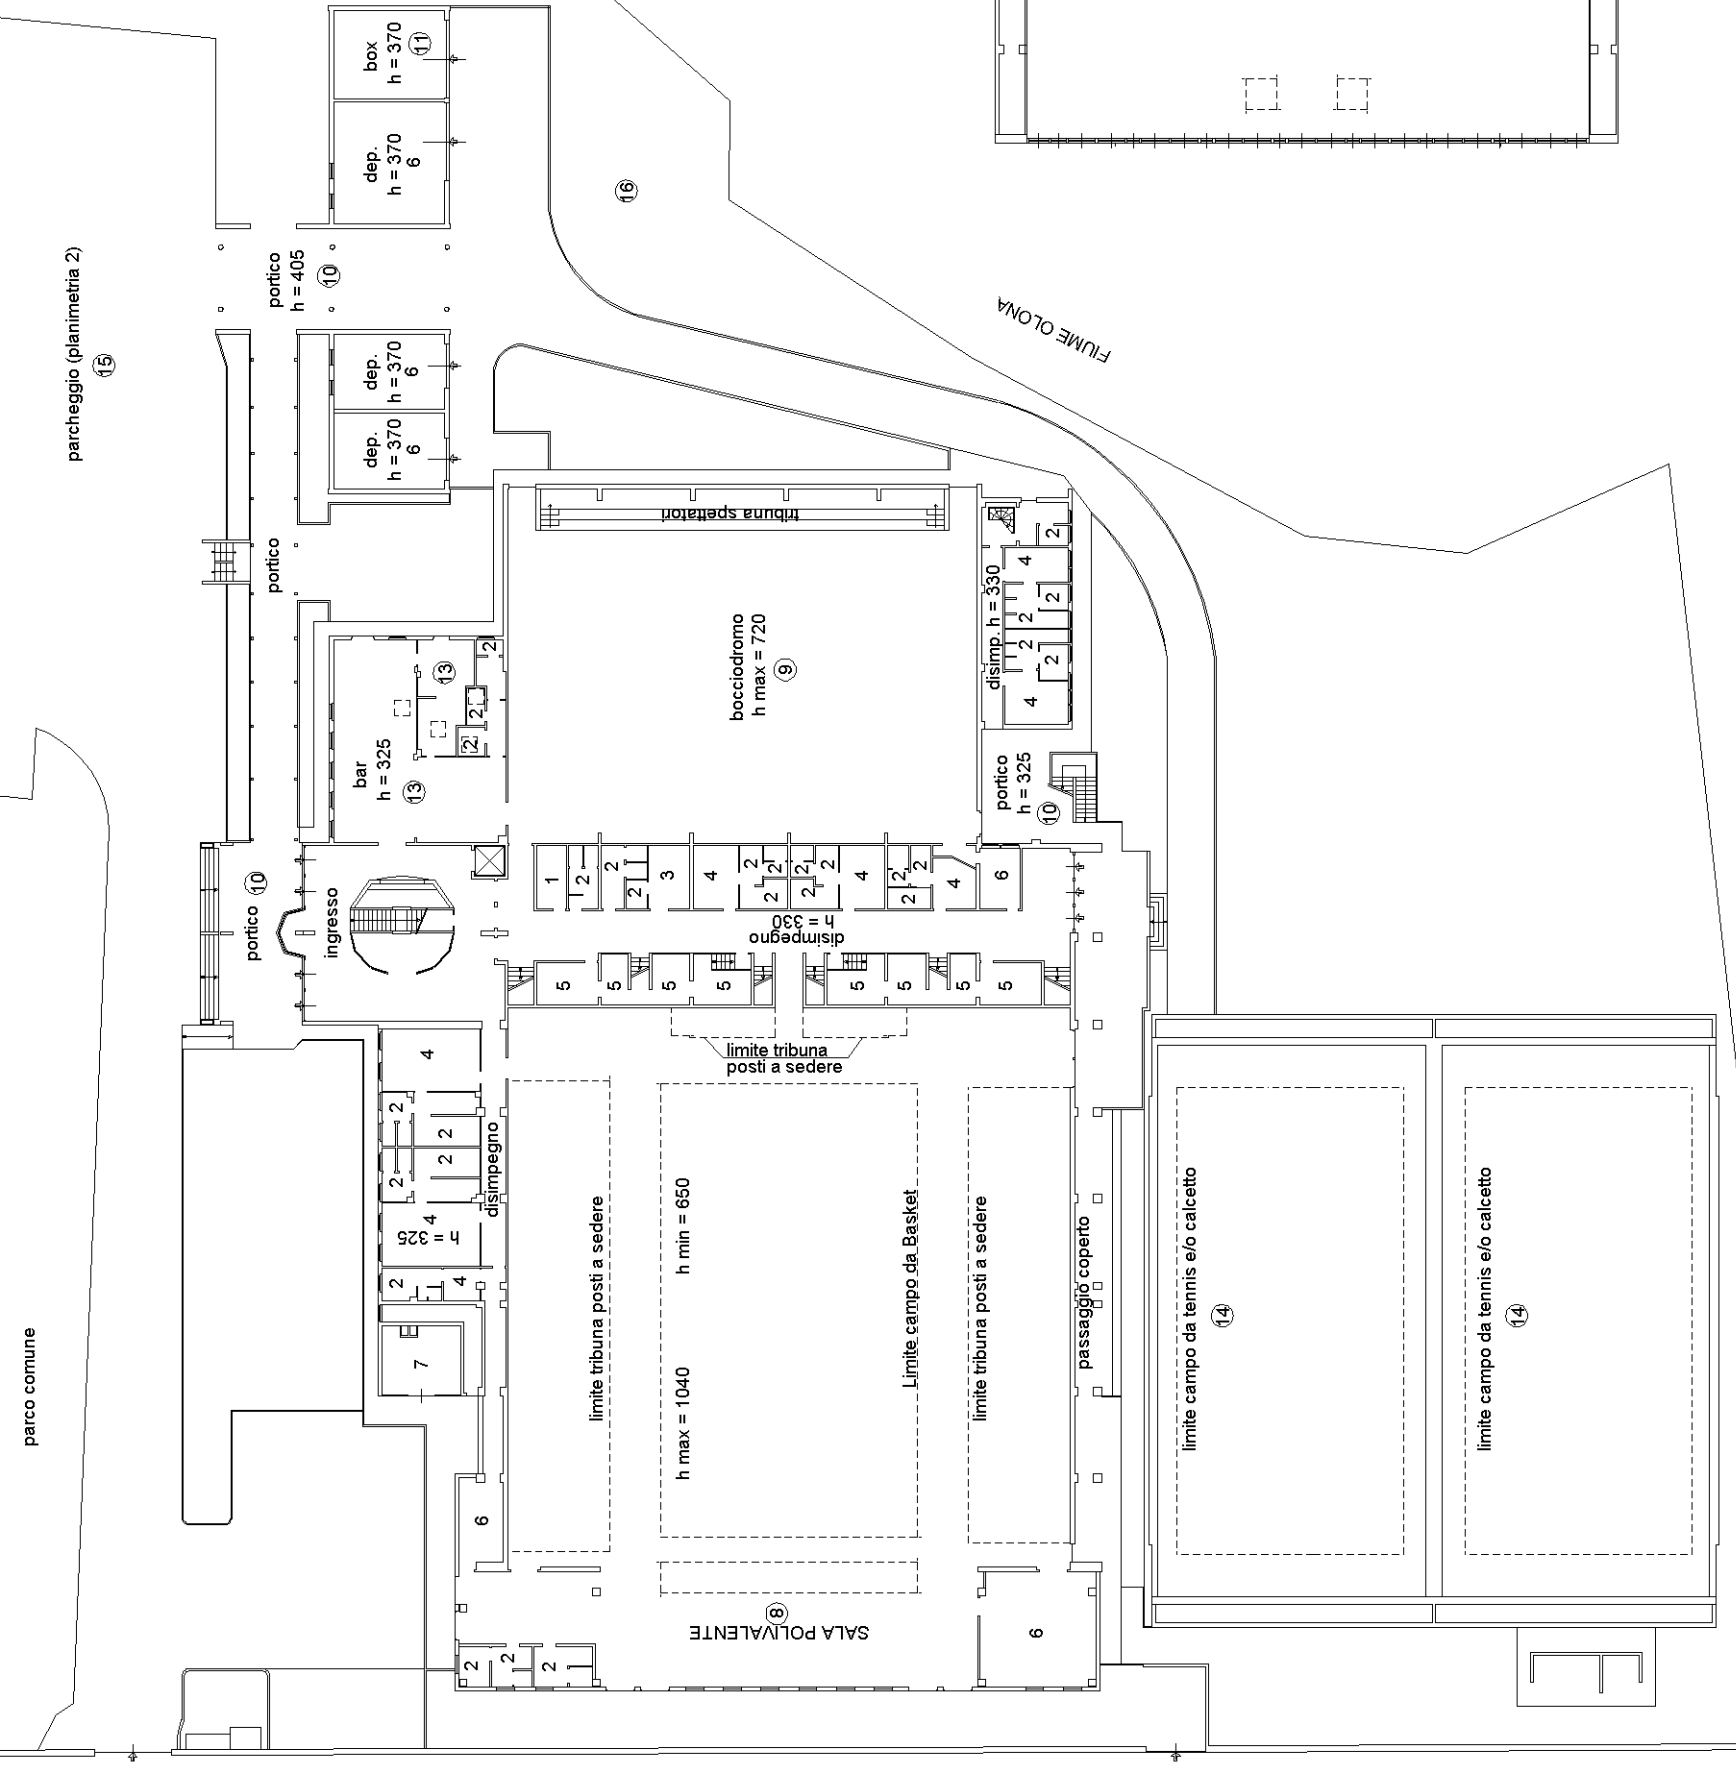 box
h = 370
11
dep.
h = 370
6
16
portico
h = 405
10
parcheggio (planimetria 2)
15
FIUME OLONA
dep.
h = 370
6
dep.
h = 370
6
tribuna spettatori
portico
2
4
2
2
2
2
4
disimp. h = 330
bocciodromo
h max = 720
9
13
2
2
2
bar
h = 325
13
portico
h = 325
10
portico
10
ingresso
1
2
2
2
3
4
2
2
2
2
2
2
4
2
2
2
4
6
disimpegno
h = 330
5
5
5
5
5
5
5
5
limite tribuna
posti a sedere
4
2
2
2
2
disimpegno
4
h = 325
2
4
7
limite tribuna posti a sedere
h min = 650
h max = 1040
Limite campo da Basket
limite tribuna posti a sedere
passaggio coperto
limite campo da tennis e/o calcetto
14
limite campo da tennis e/o calcetto
14
parco comune
6
8
SALA POLIVALENTE
6
2
2
2